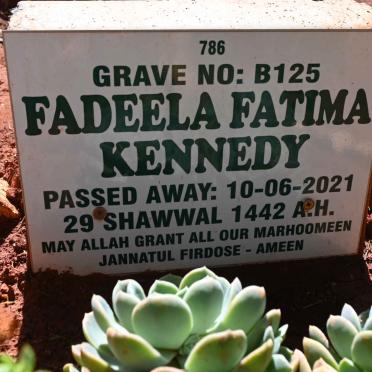 786
GRAVE NO: B125
FADEELA FATIMA
KENNEDY
PASSED AWAY: 10-06-2021
29 SHAWWAL 1442 A.H.
MAY ALLAH GRANT ALL OUR MARHOOMEEN
JANNATUL FIRDOSE - AMEEN